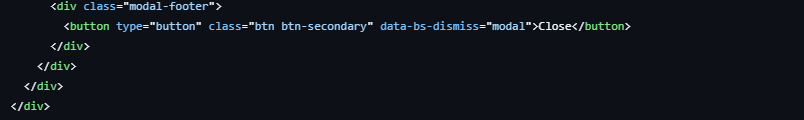 <div class="modal-footer">
<button type="button" class="btn btn-secondary" data-bs-dismiss="modal">Close</button>
</div>
</div>
</div>
</div>